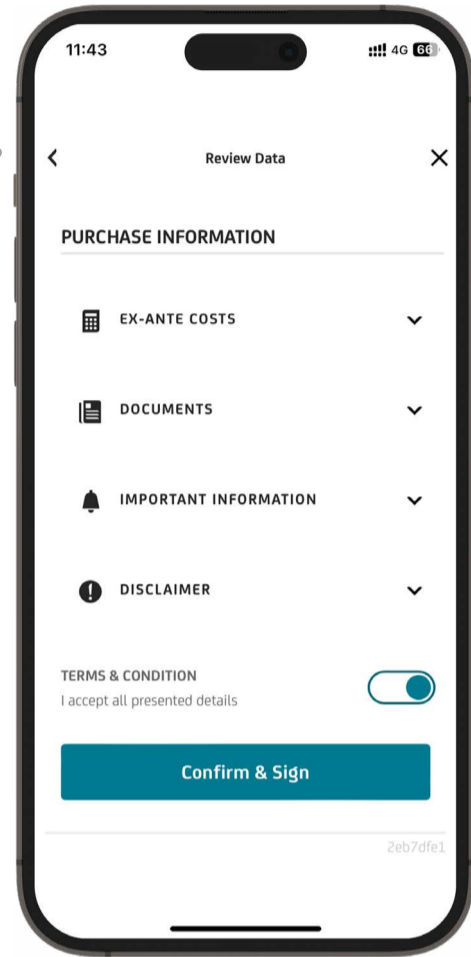 11:43
4G 66
Review Data
PURCHASE INFORMATION
EX-ANTE COSTS
DOCUMENTS
IMPORTANT INFORMATION
DISCLAIMER
TERMS & CONDITION
I accept all presented details
Confirm & Sign
2eb7dfe1